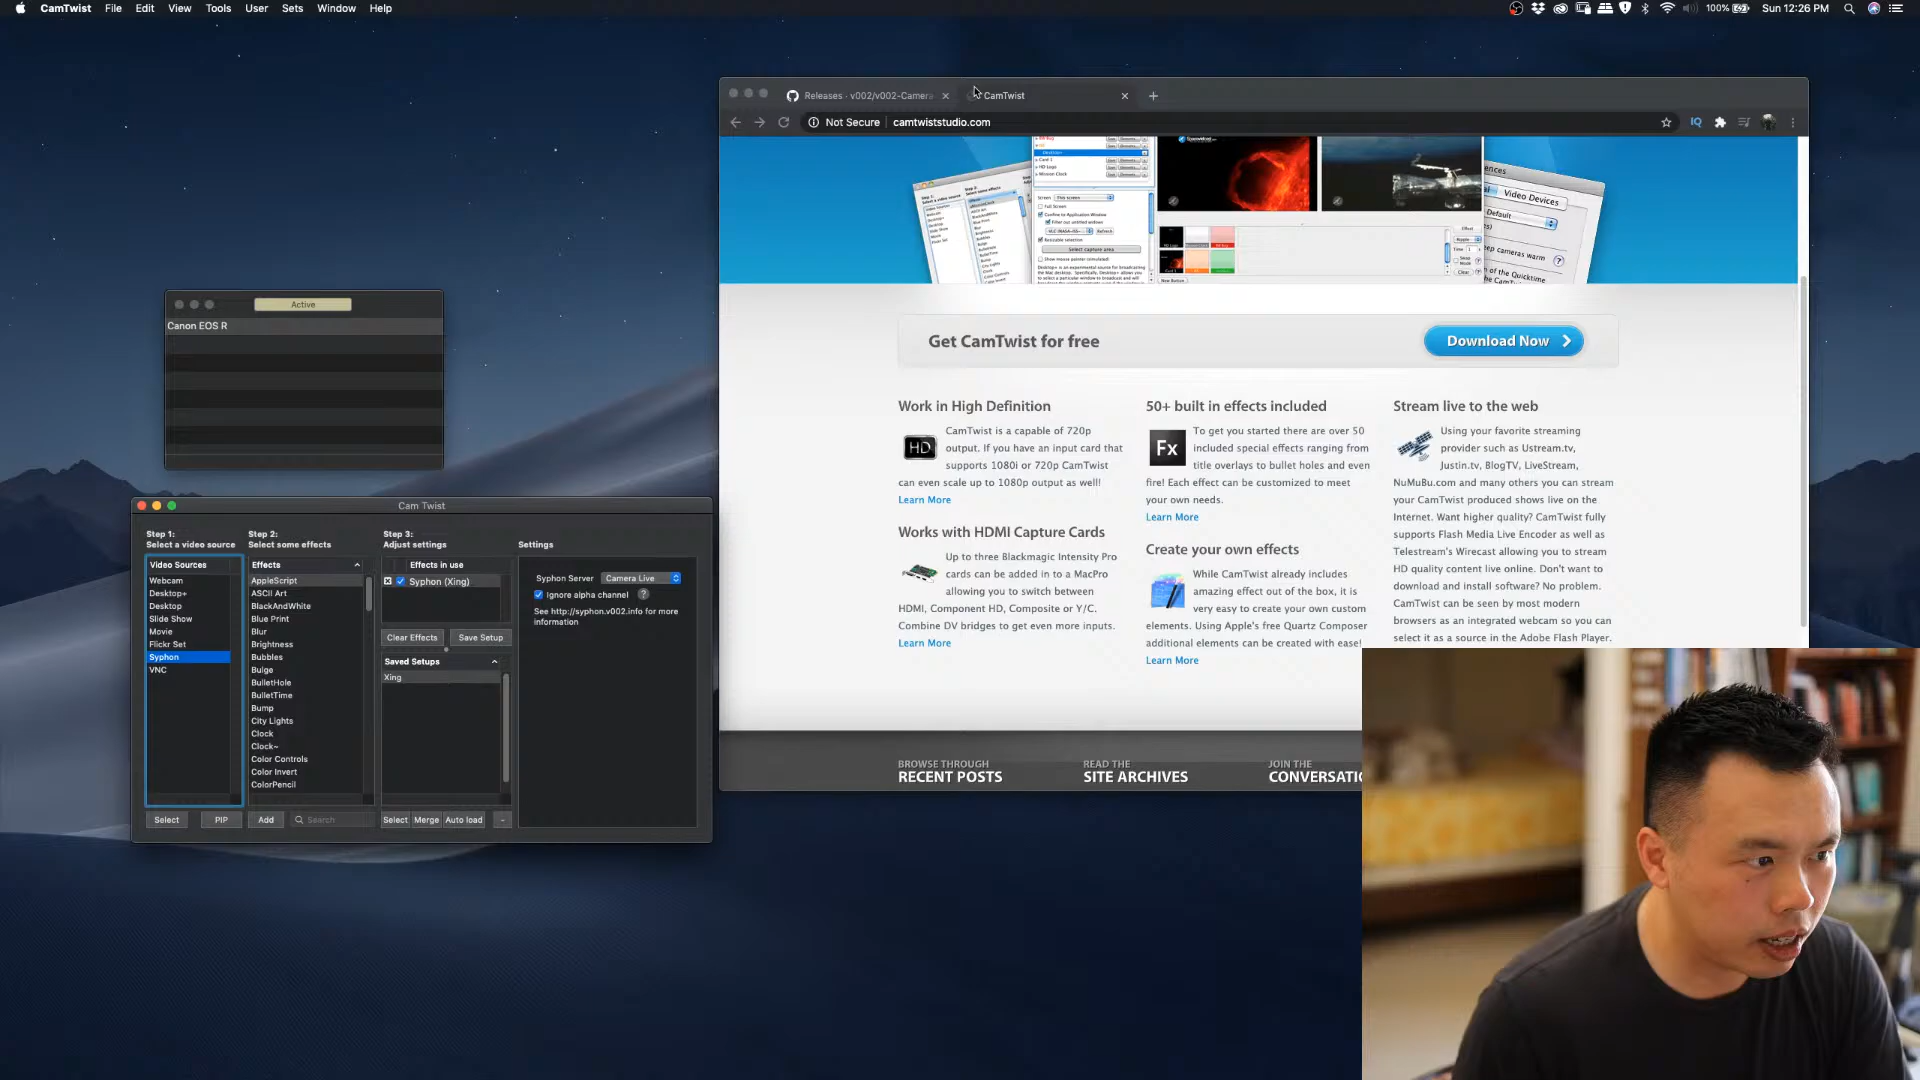 CamTwist File Edit View Tools User Sets Window Help
100% Sun 12:26 PM
Releases · v002/v002-Camera
CamTwist
Not Secure camtwiststudio.com
Active
Canon EOS R
Video Devices
Default
Get CamTwist for free
Download Now
Work in High Definition
HD
CamTwist is a capable of 720p
output. If you have an input card that
supports 1080i or 720p CamTwist
can even scale up to 1080p output as well!
Learn More
Works with HDMI Capture Cards
Up to three Blackmagic Intensity Pro
cards can be added in to a MacPro
allowing you to switch between
HDMI, Component HD, Composite or Y/C.
Combine DV bridges to get even more inputs.
Learn More
50+ built in effects included
Fx
To get you started there are over 50
included special effects ranging from
title overlays to bullet holes and even
fire! Each effect can be customized to meet
your own needs.
Learn More
Create your own effects
While CamTwist already includes
amazing effect out of the box, it is
very easy to create your own custom
elements. Using Apple's free Quartz Composer
additional elements can be created with ease!
Learn More
Stream live to the web
Using your favorite streaming
provider such as Ustream.tv,
Justin.tv, BlogTV, LiveStream,
NuMuBu.com and many others you can stream
your CamTwist produced shows live on the
Internet. Want higher quality? CamTwist fully
supports Flash Media Live Encoder as well as
Telestream's Wirecast allowing you to stream
HD quality content live online. Don't want to
download and install software? No problem.
CamTwist can be seen by most modern
browsers as an integrated webcam so you can
select it as a source in the Adobe Flash Player.
BROWSE THROUGH
RECENT POSTS
READ THE
SITE ARCHIVES
JOIN THE
Cam Twist
Step 1:
Select a video source
Video Sources
Webcam
Desktop+
Desktop
Slide Show
Movie
Flickr Set
Syphon
VNC
Select PIP
Step 2:
Select some effects
Effects
AppleScript
ASCII Art
BlackAndWhite
Blue Print
Blur
Brightness
Bubbles
Bulge
BulletHole
BulletTime
Bump
City Lights
Clock
Clock~
Color Controls
Color Invert
ColorPencil
Add Search
Step 3:
Adjust settings
Effects in use
Syphon (Xing)
Clear Effects Save Setup
Saved Setups
Xing
Select Merge Auto load -
Settings
Syphon Server Camera Live
Ignore alpha channel ?
See http://syphon.v002.info for more
information